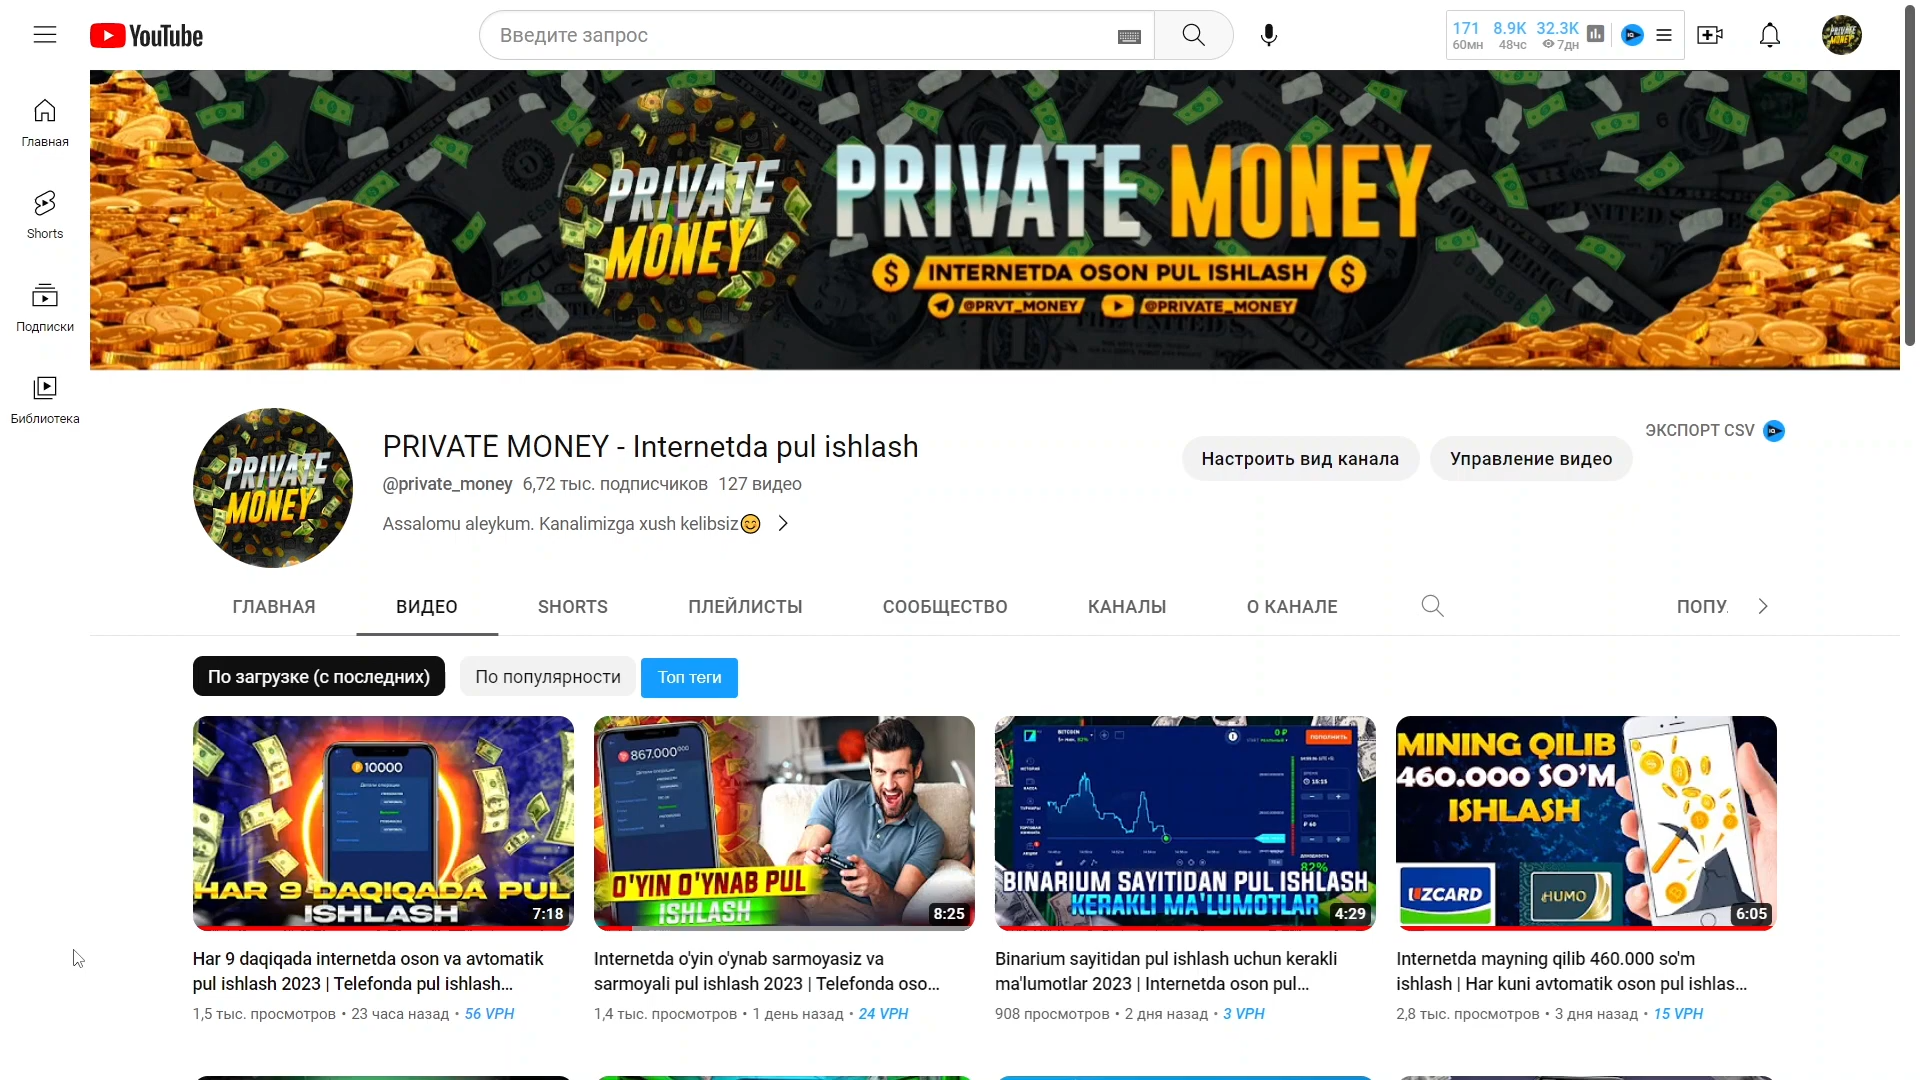 YouTube
Введите запрос
171 8.9K 32.3K
60мн 48чс 7дн
Главная
Shorts
Подписки
Библиотека
PRIVATE
MONEY
PRIVATE MONEY
INTERNETDA OSON PUL ISHLASH
@PRVT_MONEY @PRIVATE_MONEY
PRIVATE
MONEY
PRIVATE MONEY - Internetda pul ishlash
@private_money 6,72 тыс. подписчиков 127 видео
Assalomu aleykum. Kanalimizga xush kelibsiz😊
Настроить вид канала
Управление видео
ЭКСПОРТ CSV
ГЛАВНАЯ ВИДЕО SHORTS ПЛЕЙЛИСТЫ СООБЩЕСТВО КАНАЛЫ О КАНАЛЕ ПОПУ
По загрузке (с последних) По популярности Топ теги
10000
HAR 9 DAQIQADA PUL
ISHLASH
7:18
867.000
O'YIN O'YNAB PUL
ISHLASH
8:25
BITCOIN
ПОПОЛНИТЬ
82%
BINARIUM SAYITIDAN PUL ISHLASH
KERAKLI MA'LUMOTLAR
4:29
MINING QILIB
460.000 SO'M
ISHLASH
UZCARD
HUMO
6:05
Har 9 daqiqada internetda oson va avtomatik
pul ishlash 2023 | Telefonda pul ishlash...
1,5 тыс. просмотров • 23 часа назад • 56 VPH
Internetda o'yin o'ynab sarmoyasiz va
sarmoyali pul ishlash 2023 | Telefonda oso...
1,4 тыс. просмотров • 1 день назад • 24 VPH
Binarium sayitidan pul ishlash uchun kerakli
ma'lumotlar 2023 | Internetda oson pul...
908 просмотров • 2 дня назад • 3 VPH
Internetda mayning qilib 460.000 so'm
ishlash | Har kuni avtomatik oson pul ishlas...
2,8 тыс. просмотров • 3 дня назад • 15 VPH